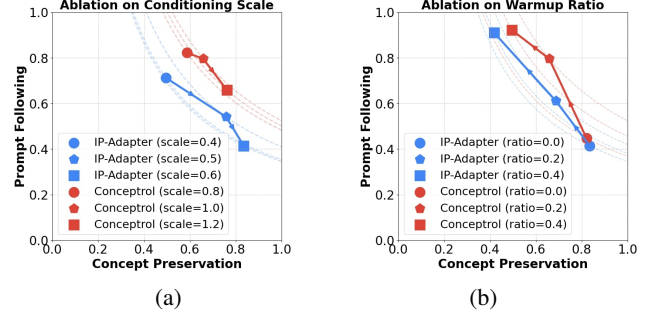 Ablation on Conditioning Scale
1.0
0.8
0.6
0.4
0.2
0.0
Prompt Following
IP-Adapter (scale=0.4)
IP-Adapter (scale=0.5)
IP-Adapter (scale=0.6)
Conceptrol (scale=0.8)
Conceptrol (scale=1.0)
Conceptrol (scale=1.2)
0.0 0.2 0.4 0.6 0.8 1.0
Concept Preservation
(a)
Ablation on Warmup Ratio
1.0
0.8
0.6
0.4
0.2
0.0
Prompt Following
IP-Adapter (ratio=0.0)
IP-Adapter (ratio=0.2)
IP-Adapter (ratio=0.4)
Conceptrol (ratio=0.0)
Conceptrol (ratio=0.2)
Conceptrol (ratio=0.4)
0.0 0.2 0.4 0.6 0.8 1.0
Concept Preservation
(b)